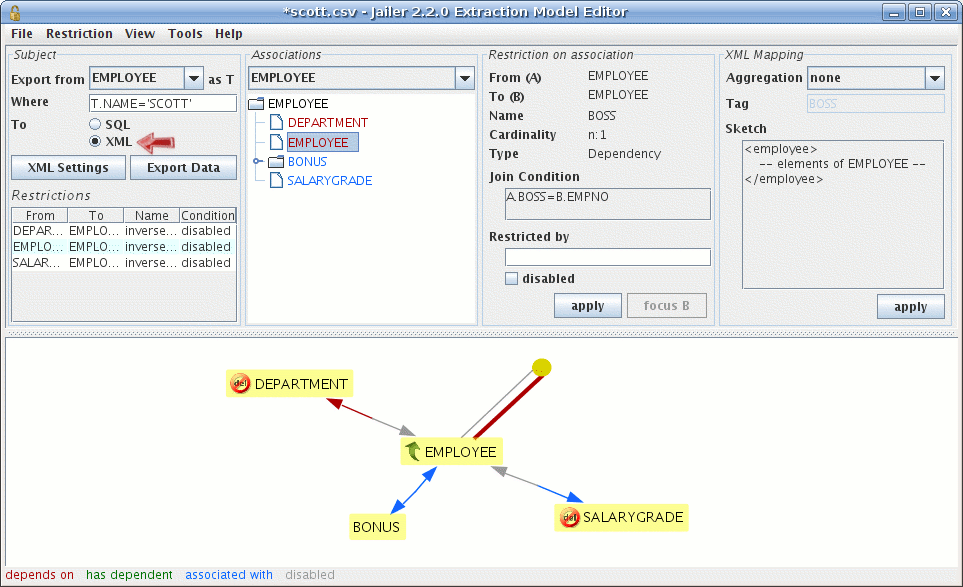 *scott.csv - Jailer 2.2.0 Extraction Model Editor
File Restriction View Tools Help
Subject
Export from EMPLOYEE as T
Where T.NAME='SCOTT'
To SQL
XML
XML Settings Export Data
Restrictions
From To Name Condition
DEPAR... EMPLO... inverse... disabled
EMPLO... EMPLO... inverse... disabled
SALAR... EMPLO... inverse... disabled
Associations
EMPLOYEE
EMPLOYEE
DEPARTMENT
EMPLOYEE
BONUS
SALARYGRADE
Restriction on association
From (A) EMPLOYEE
To (B) EMPLOYEE
Name BOSS
Cardinality n:1
Type Dependency
Join Condition
A.BOSS=B.EMPNO
Restricted by
disabled
apply focus B
XML Mapping
Aggregation none
Tag BOSS
Sketch
<employee>
-- elements of EMPLOYEE --
</employee>
apply
del DEPARTMENT
EMPLOYEE
BONUS
del SALARYGRADE
depends on has dependent associated with disabled